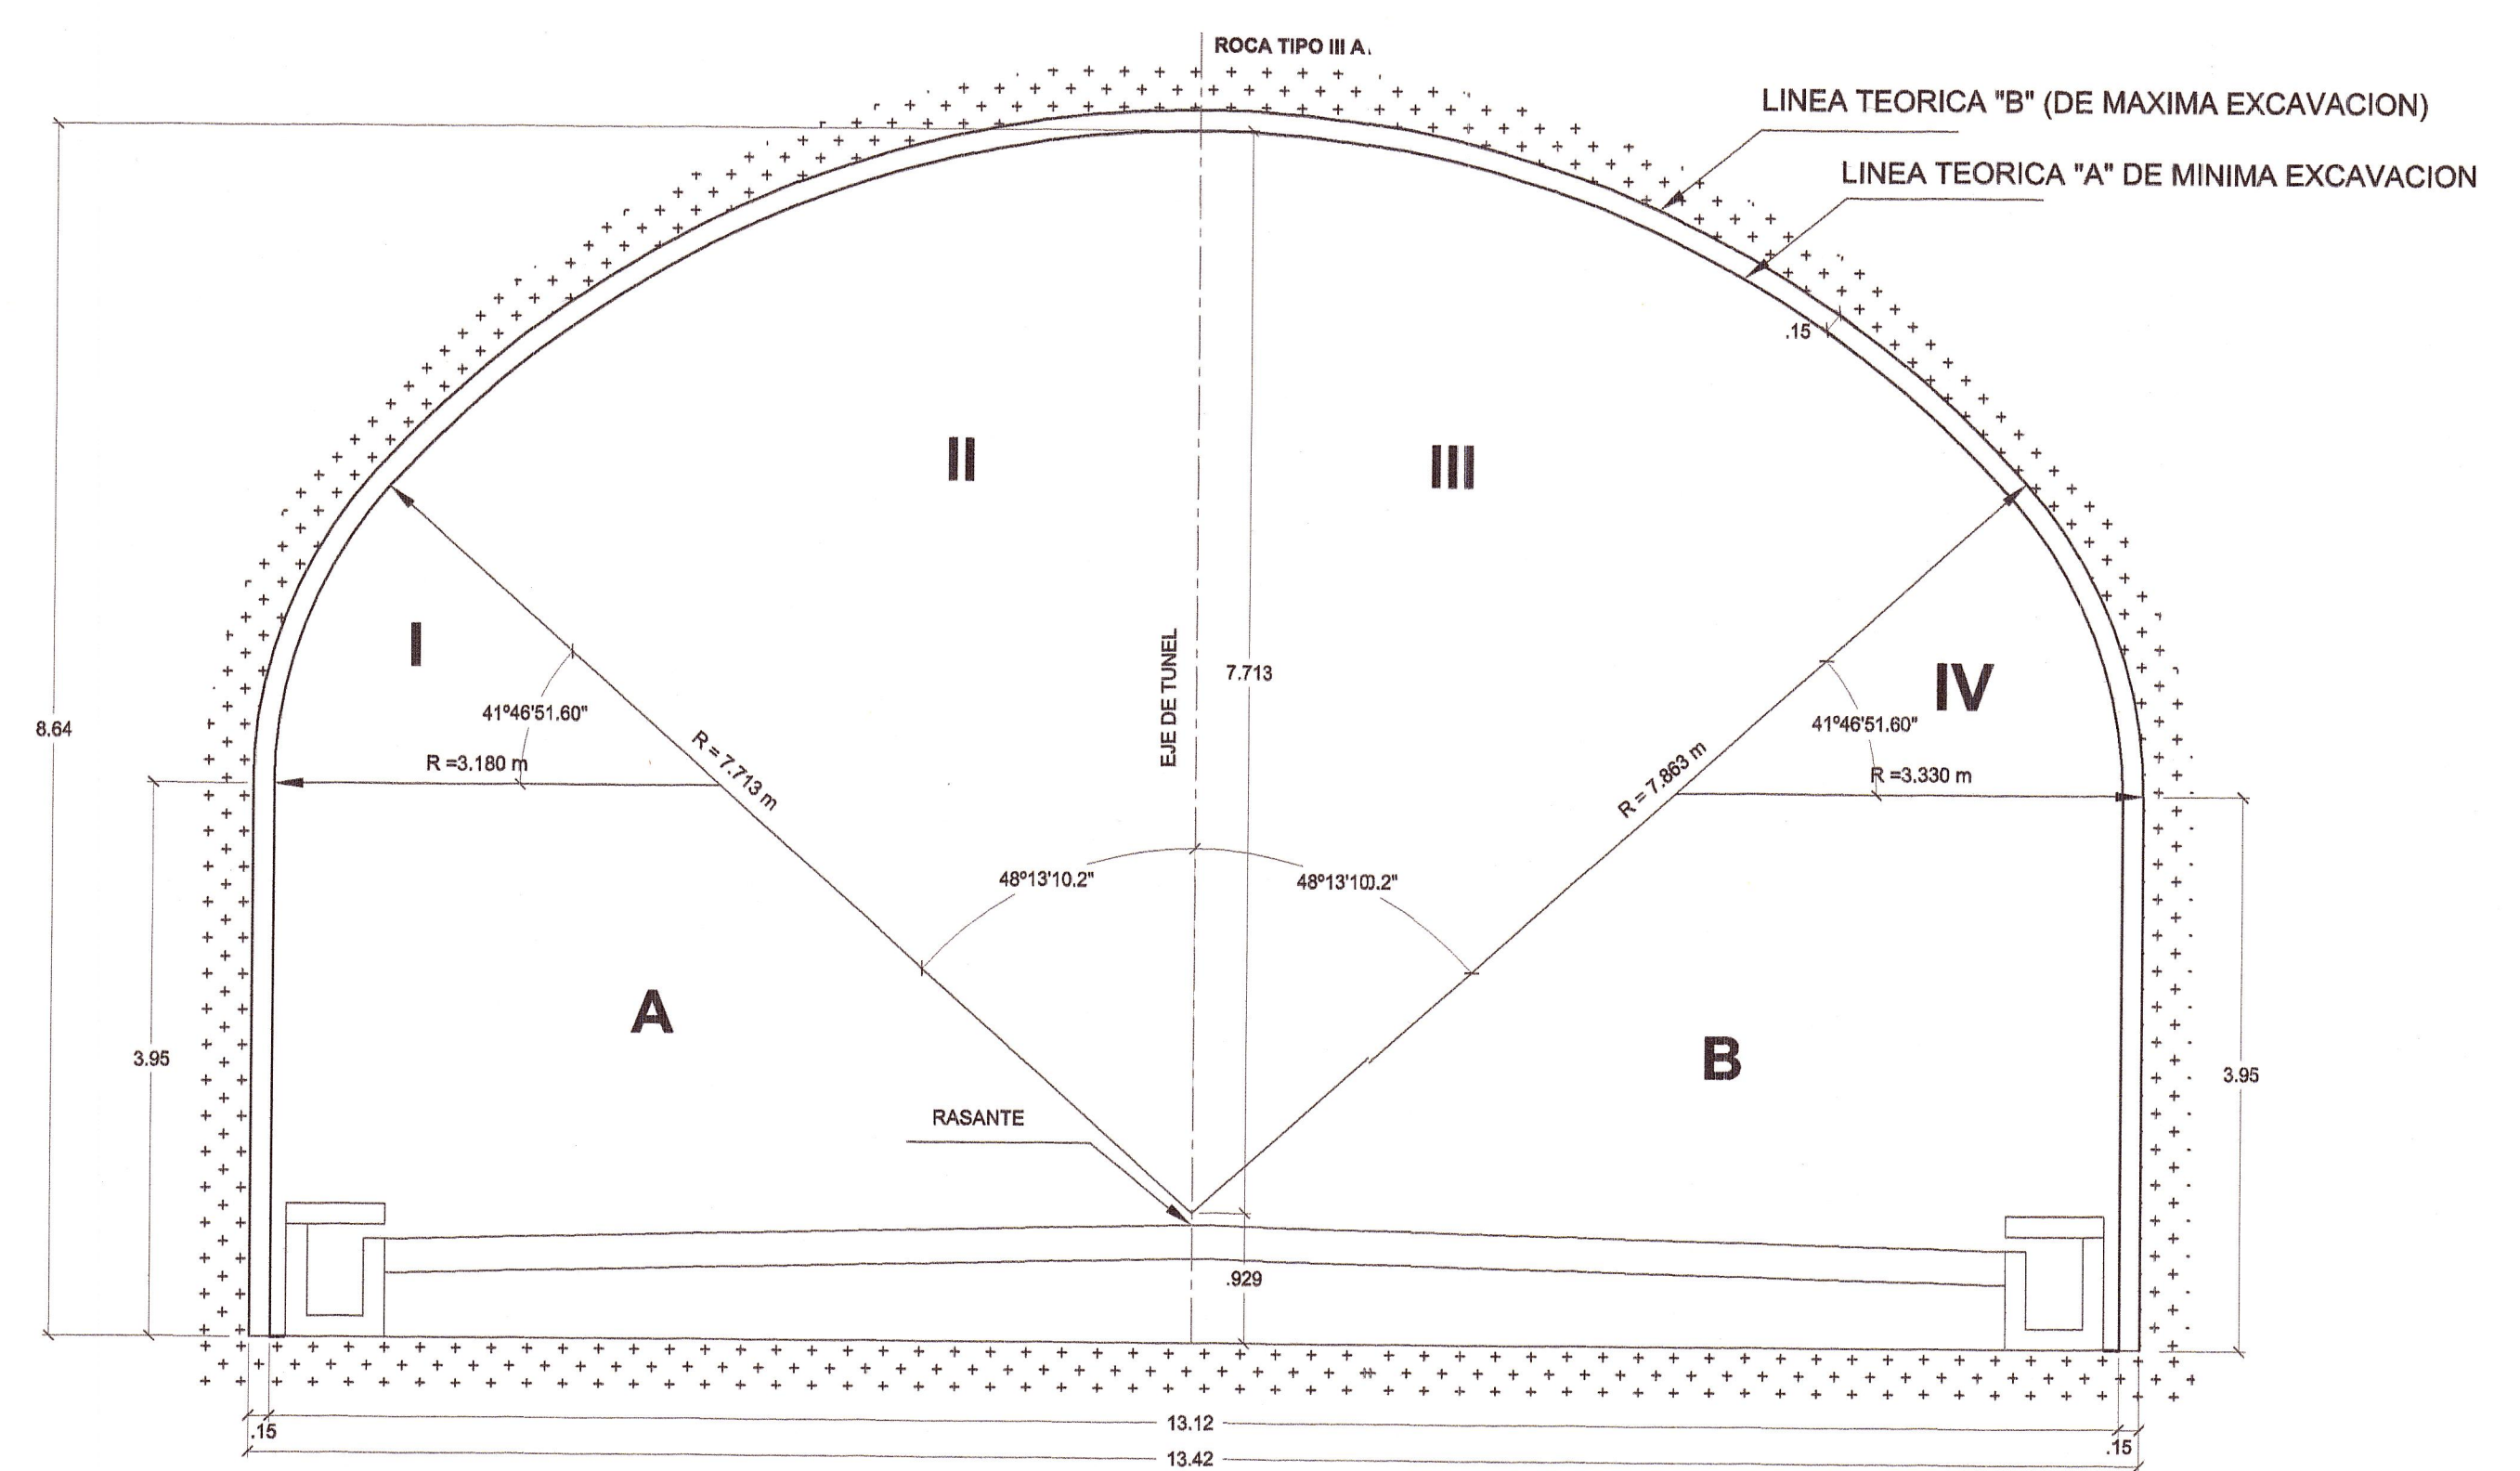 ROCA TIPO III A.
LINEA TEORICA "B" (DE MAXIMA EXCAVACION)
LINEA TEORICA "A" DE MINIMA EXCAVACION
.15
II
III
I
IV
EJE DE TUNEL
7.713
8.64
41º46'51.60"
R =3.180 m
R = 7.713 m
41º46'51.60"
R =3.330 m
R = 7.863 m
48º13'10.2"
48º13'10.2"
A
B
3.95
3.95
RASANTE
.929
.15
13.12
.15
13.42